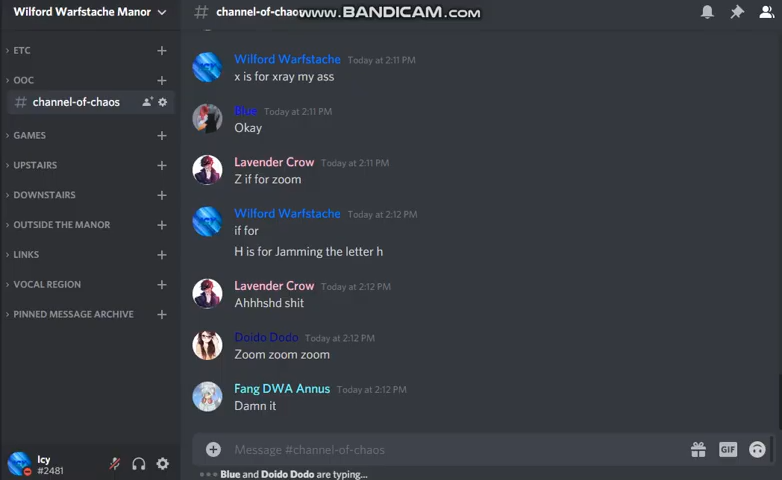 Wilford Warfstache Manor
# channel-of-chao
www.BANDICAM.com
ETC
OOC
# channel-of-chaos
GAMES
UPSTAIRS
DOWNSTAIRS
OUTSIDE THE MANOR
LINKS
VOCAL REGION
PINNED MESSAGE ARCHIVE
Icy
#2481
Wilford Warfstache Today at 2:11 PM
x is for xray my ass
Blue Today at 2:11 PM
Okay
Lavender Crow Today at 2:11 PM
Z if for zoom
Wilford Warfstache Today at 2:12 PM
if for
H is for Jamming the letter h
Lavender Crow Today at 2:12 PM
Ahhhshd shit
Doido Dodo Today at 2:12 PM
Zoom zoom zoom
Fang DWA Annus Today at 2:12 PM
Damn it
Message #channel-of-chaos
GIF
Blue and Doido Dodo are typing...